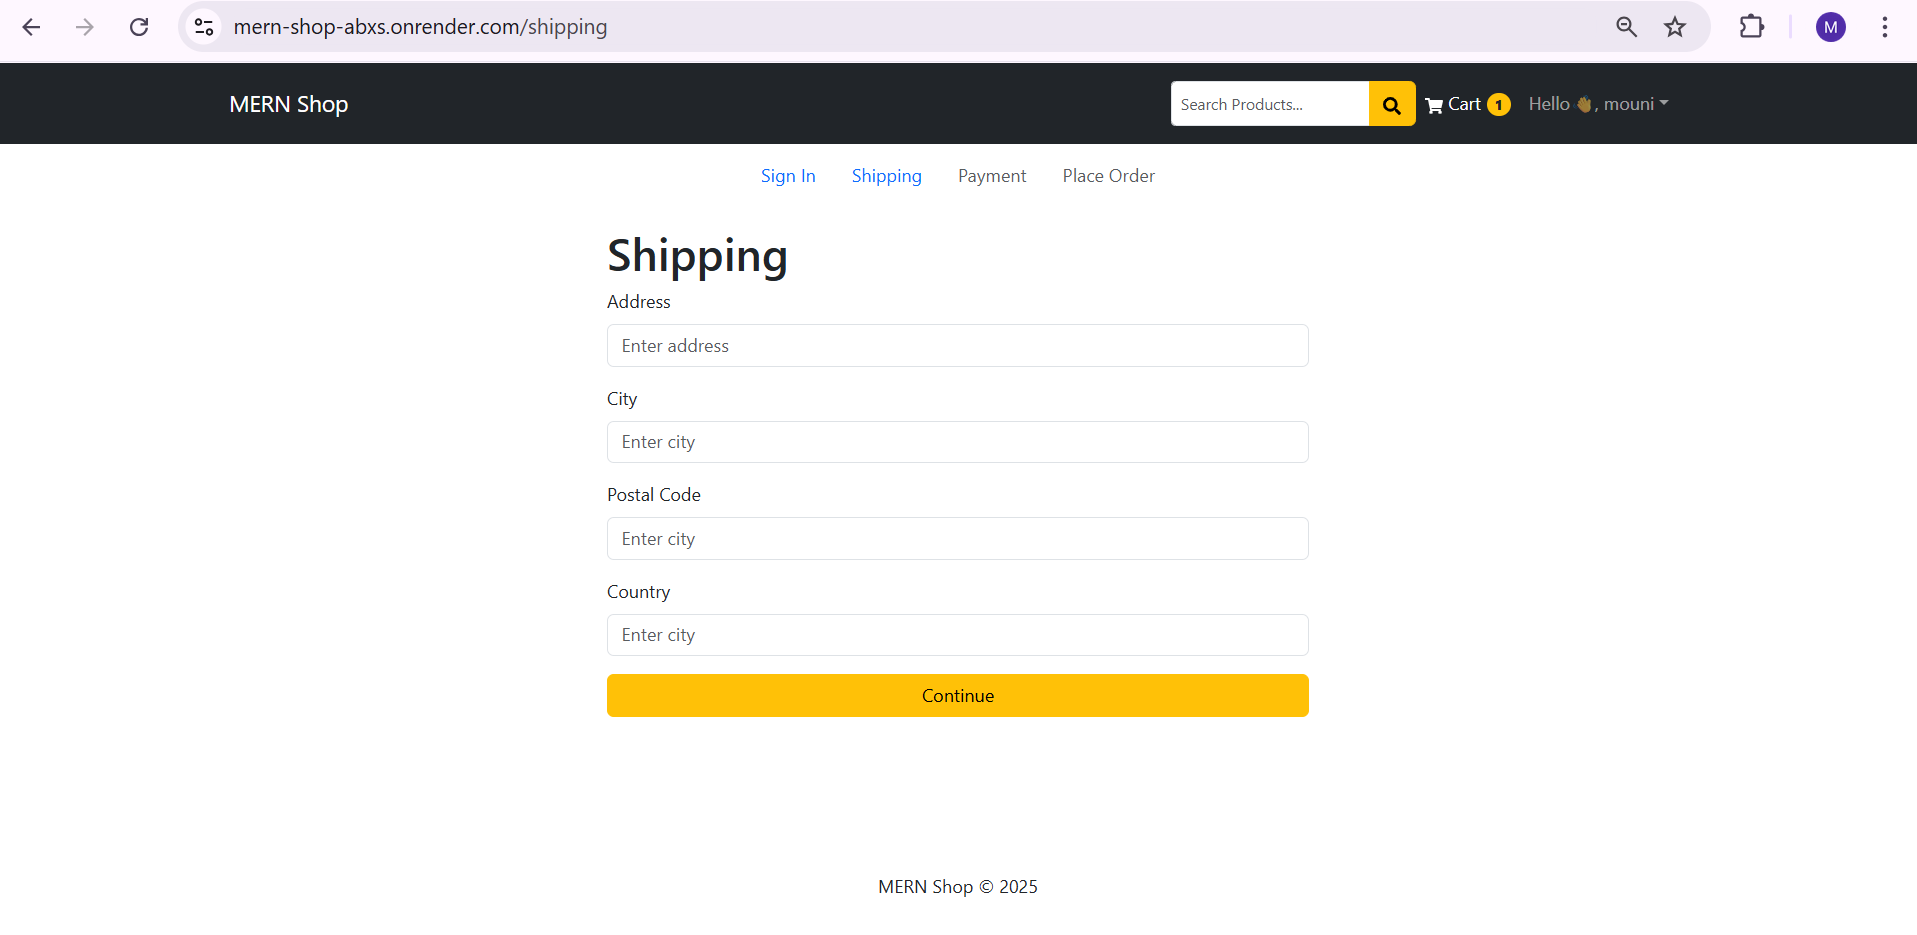 mern-shop-abxs.onrender.com/shipping
M
MERN Shop
Search Products...
Cart 1
Hello 👋🏾, mouni
Sign In Shipping Payment Place Order
Shipping
Address
Enter address
City
Enter city
Postal Code
Enter city
Country
Enter city
Continue
MERN Shop © 2025